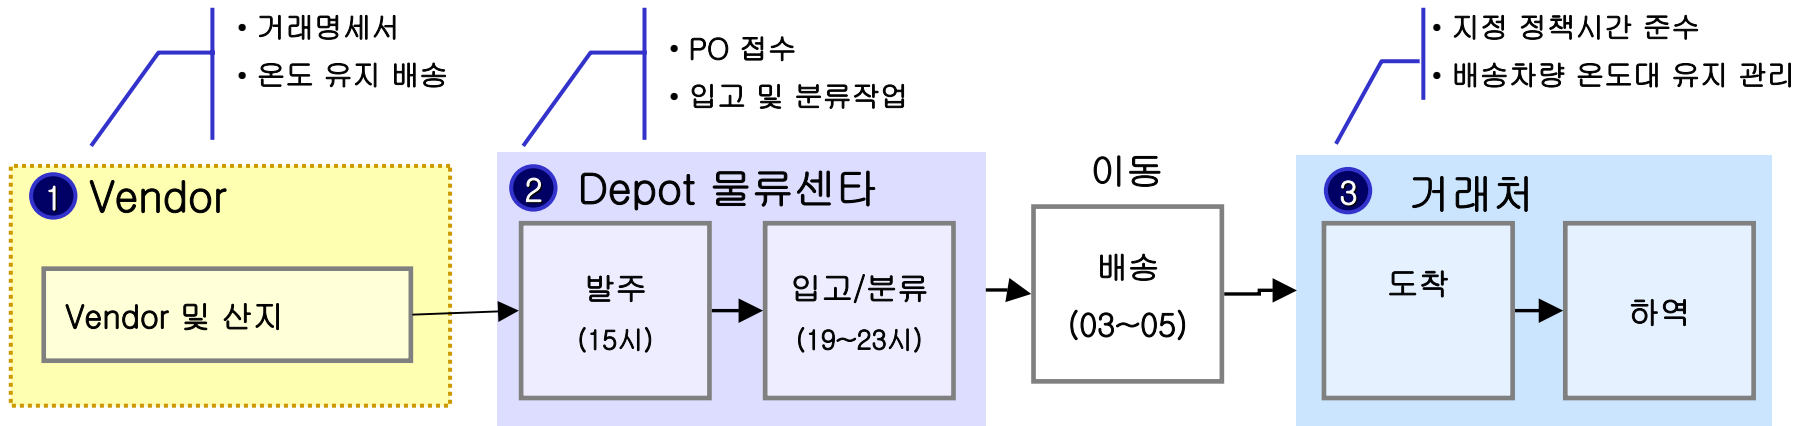 • 거래명세서
• 온도 유지 배송
• PO 접수
• 입고 및 분류작업
• 지정 정책시간 준수
• 배송차량 온도대 유지 관리
1 Vendor
Vendor 및 산지
2 Depot 물류센타
발주
(15시)
입고/분류
(19~23시)
이동
배송
(03~05)
3 거래처
도착
하역